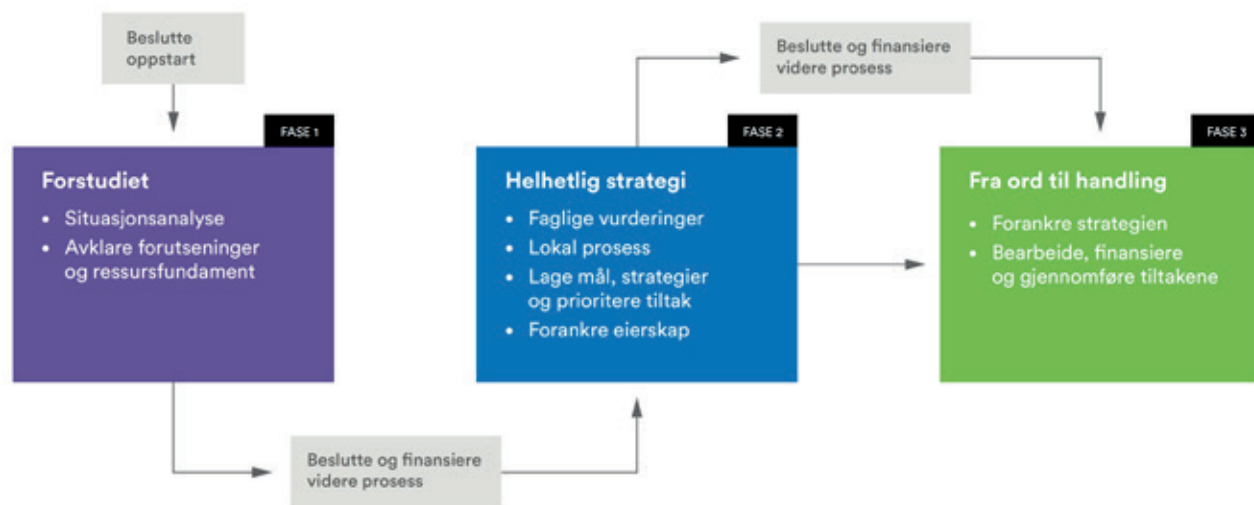 Beslutte
oppstart
FASE 1
Forstudiet
• Situasjonsanalyse
• Avklare forutseninger
og ressursfundament
Beslutte og finansiere
videre prosess
FASE 2
Helhetlig strategi
• Faglige vurderinger
• Lokal prosess
• Lage mål, strategier
og prioritere tiltak
• Forankre eierskap
Beslutte og finansiere
videre prosess
FASE 3
Fra ord til handling
• Forankre strategien
• Bearbeide, finansiere
og gjennomføre tiltakene